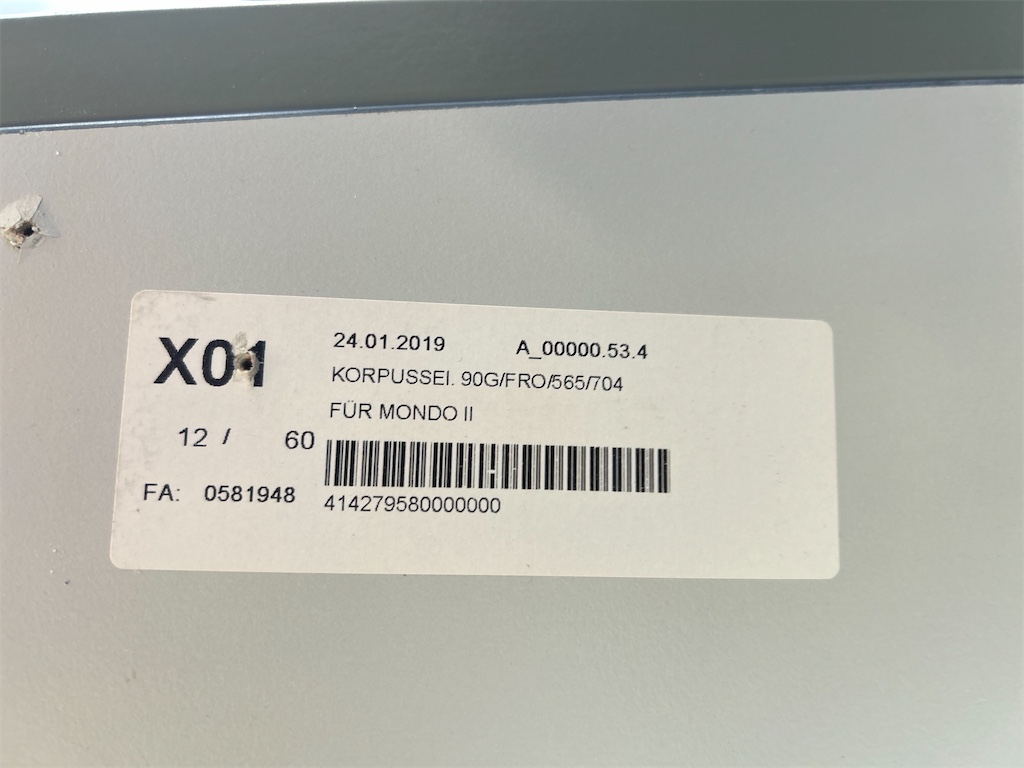 X01
24.01.2019 A_00000.53.4
KORPUSSEI. 90G/FRO/565/704
FÜR MONDO II
12 / 60
FA: 0581948
414279580000000